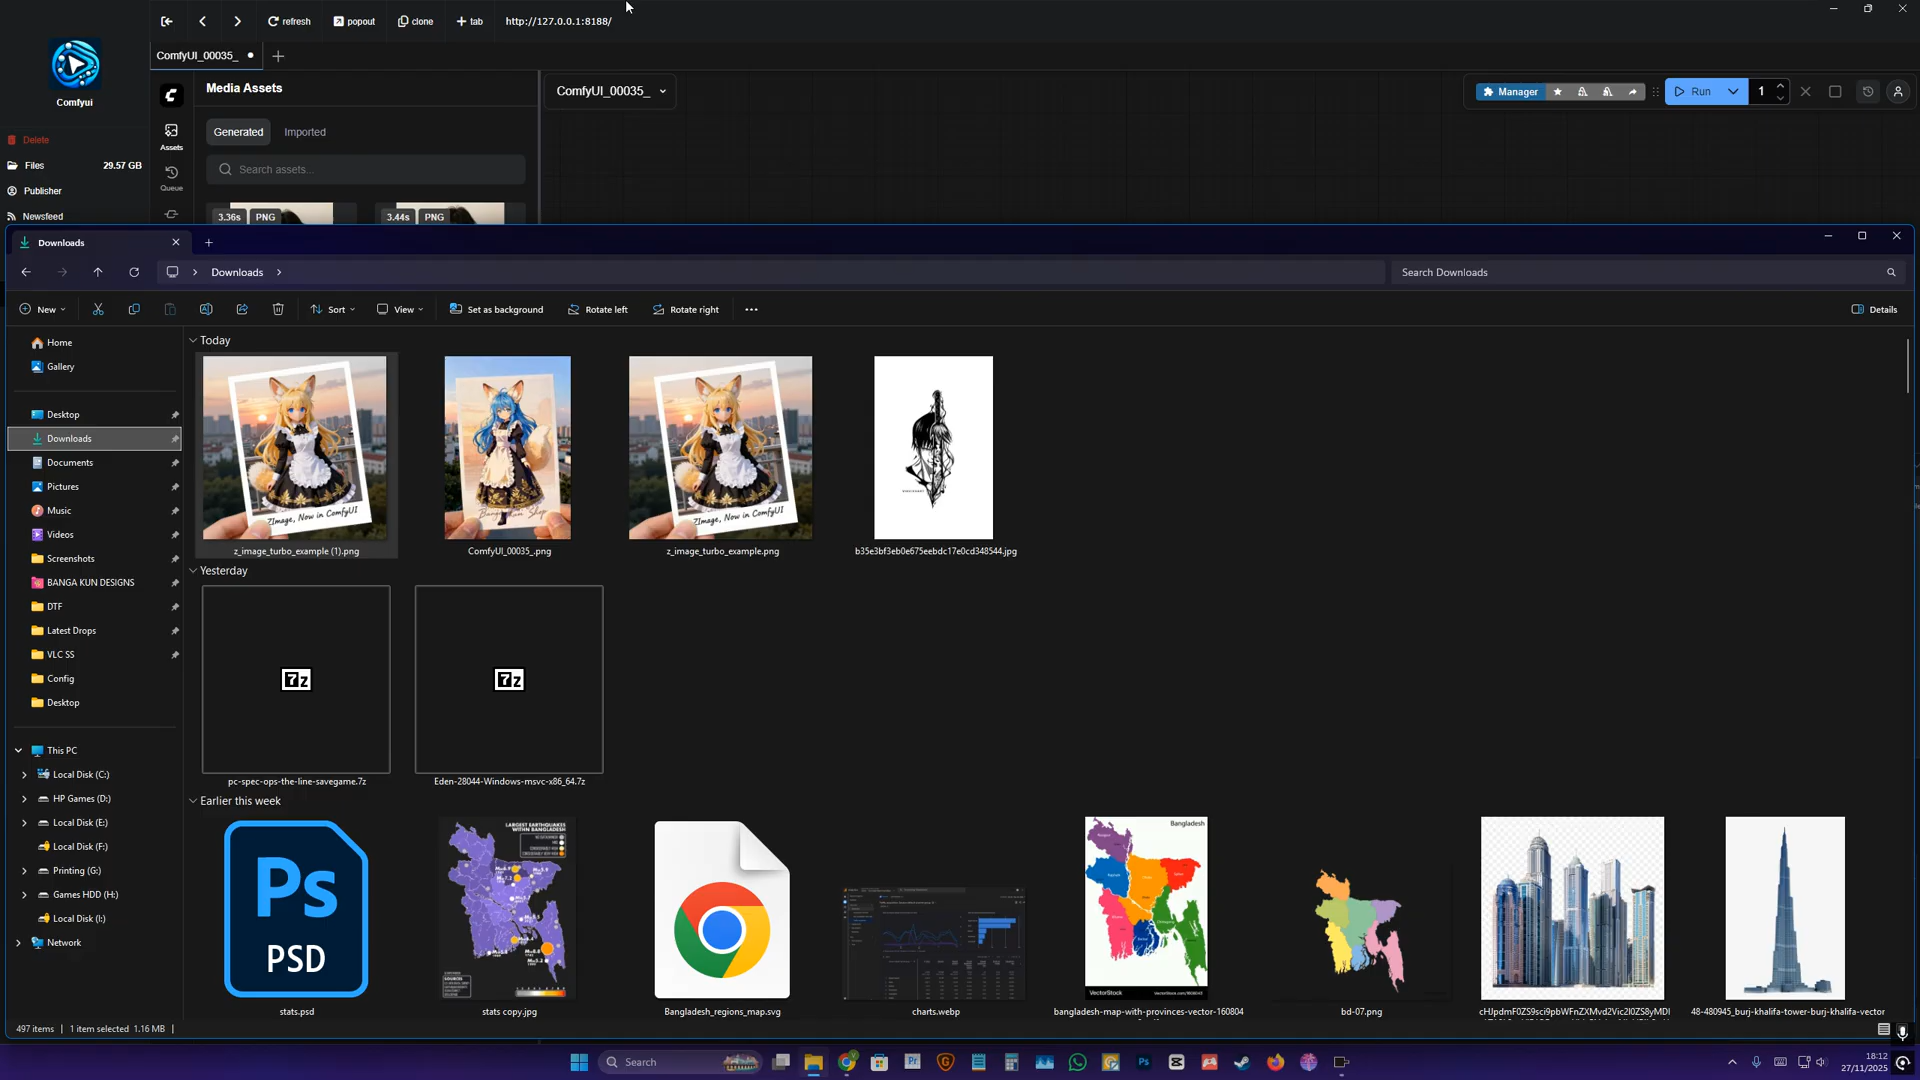 refresh
popout
clone
tab
http://127.0.0.1:8188/
Comfyui
ComfyUI_00035_
Media Assets
ComfyUI_00035_
Manager
Run
1
Generated
Imported
Assets
Delete
Files
29.57 GB
Search assets...
Queue
Publisher
Newsfeed
3.36s
PNG
3.44s
PNG
Downloads
Downloads
Search Downloads
New
Sort
View
Set as background
Rotate left
Rotate right
Details
Home
Gallery
Desktop
Downloads
Documents
Pictures
Music
Videos
Screenshots
BANGA KUN DESIGNS
DTF
Latest Drops
VLC SS
Config
Desktop
This PC
Local Disk (C:)
HP Games (D:)
Local Disk (E:)
Local Disk (F:)
Printing (G:)
Games HDD (H:)
Local Disk (I:)
Network
Today
ZImage, Now in ComfyUI
ZImage, Now in ComfyUI
z_image_turbo_example (1).png
ComfyUI_00035_.png
z_image_turbo_example.png
b35e3bf3eb0e675eebdc17e0cd348544.jpg
Yesterday
7z
7z
pc-spec-ops-the-line-savegame.7z
Eden-28044-Windows-msvc-x86_64.7z
Earlier this week
Ps
PSD
LARGEST EARTHQUAKES
WITHIN BANGLADESH
Bangladesh
VectorStock
stats.psd
stats copy.jpg
Bangladesh_regions_map.svg
charts.webp
bangladesh-map-with-provinces-vector-160804
bd-07.png
cHJpdmF0ZS9sci9pbWFnZXMvd2Vic2l0ZS8yMDI
48-480945_burj-khalifa-tower-burj-khalifa-vector
497 items
1 item selected 1.16 MB
Search
18:12
27/11/2025